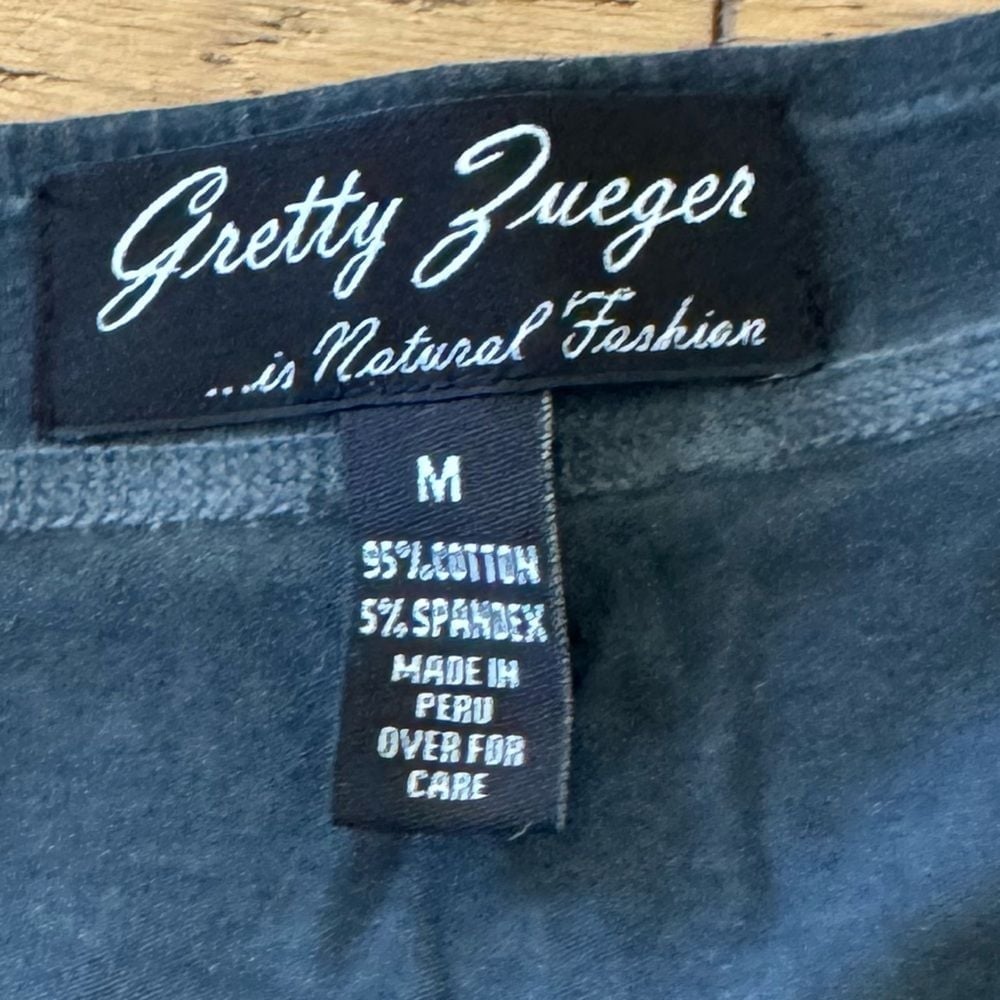 Gretty Zueger
...is Natural Fashion
M
95% COTTON
5% SPANDEX
MADE IN
PERU
OVER FOR
CARE